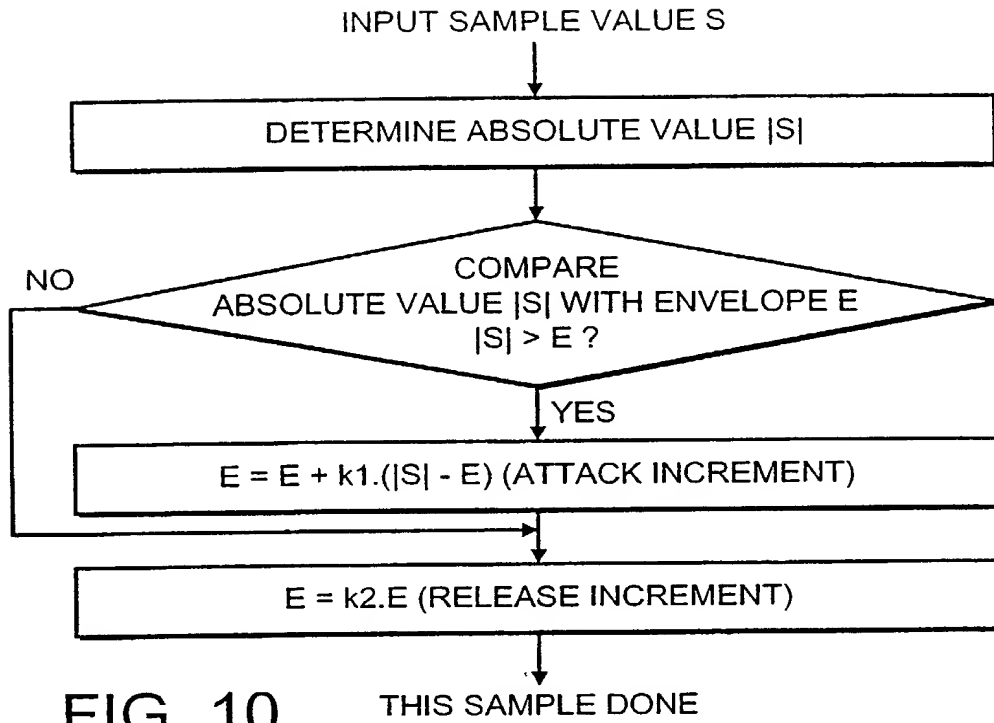 INPUT SAMPLE VALUE S
DETERMINE ABSOLUTE VALUE |S|
NO
COMPARE
ABSOLUTE VALUE |S| WITH ENVELOPE E
|S| > E ?
YES
E = E + k1.(|S| - E) (ATTACK INCREMENT)
E = k2.E (RELEASE INCREMENT)
FIG. 10
THIS SAMPLE DONE